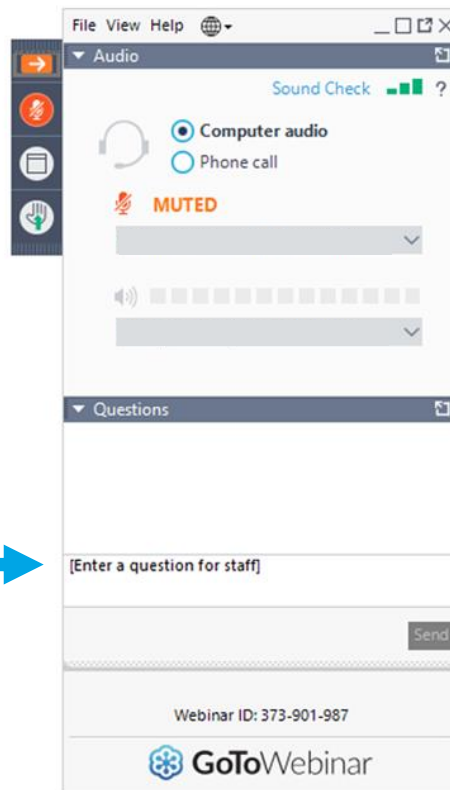 File View Help
Audio
Sound Check ?
Computer audio
Phone call
MUTED
Questions
[Enter a question for staff]
Send
Webinar ID: 373-901-987
GoToWebinar